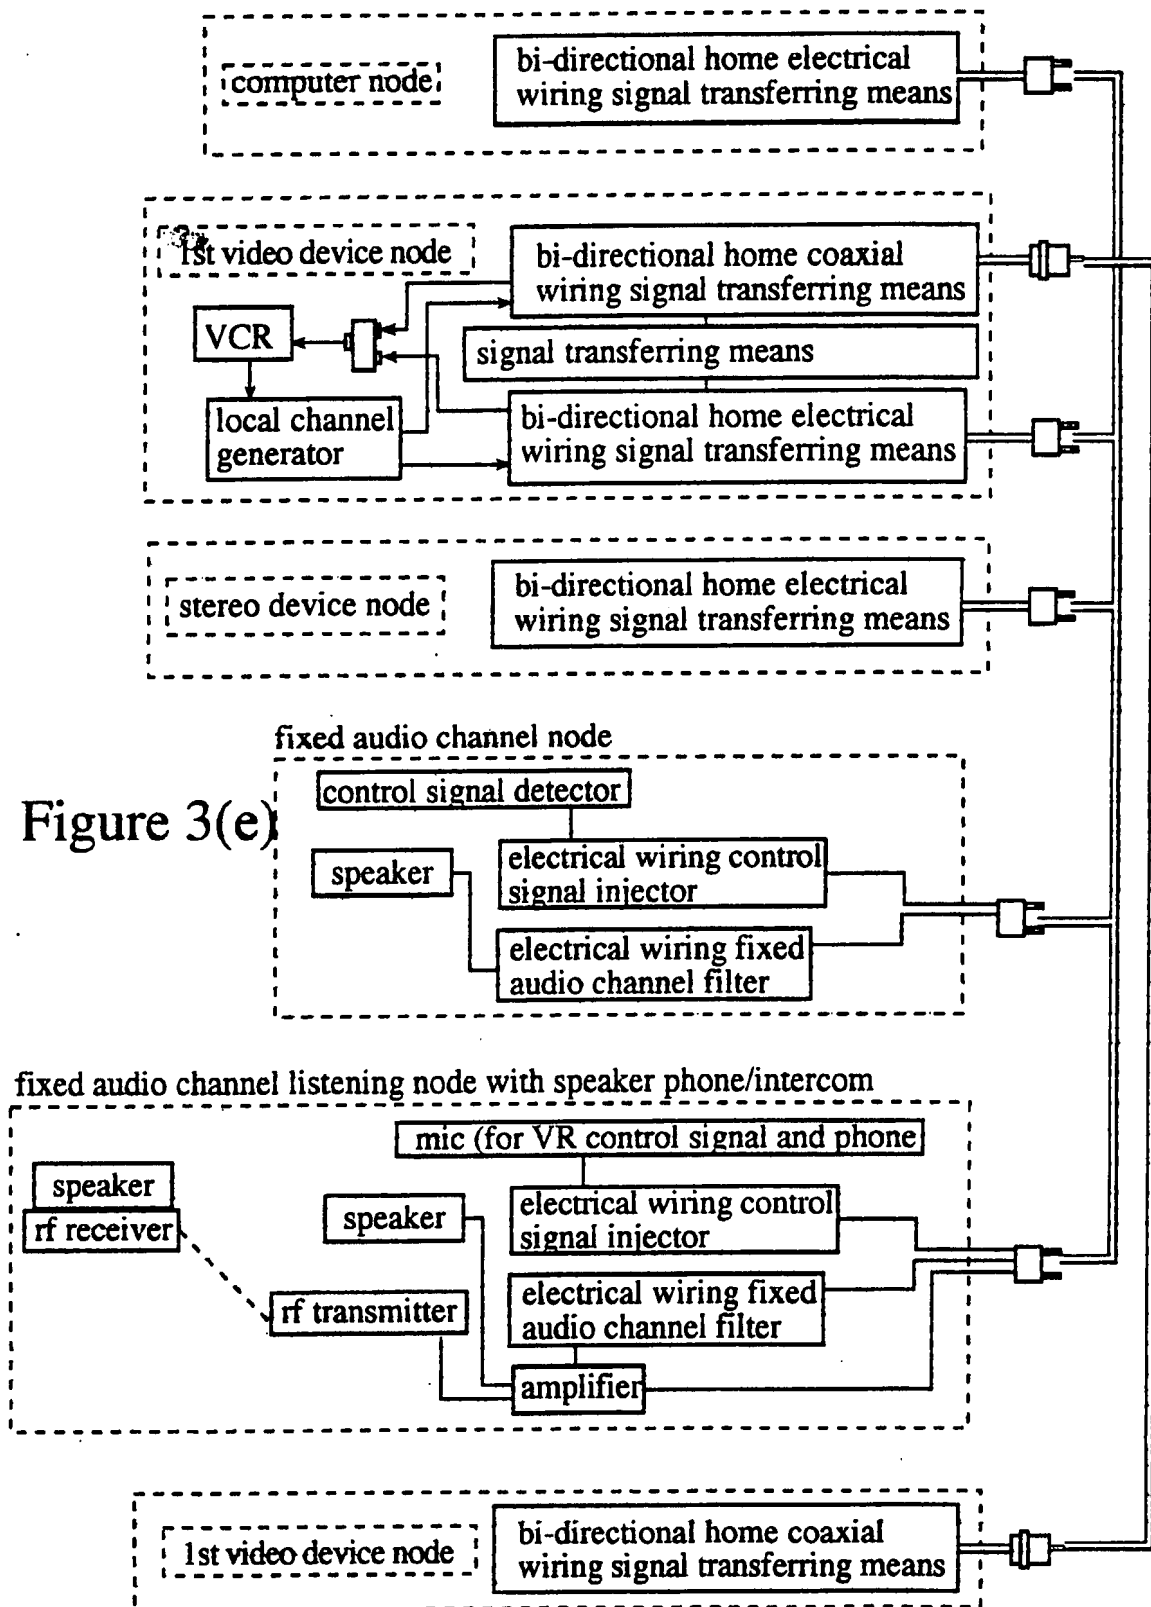 computer node
bi-directional home electrical
wiring signal transferring means
1st video device node
bi-directional home coaxial
wiring signal transferring means
VCR
signal transferring means
local channel
generator
bi-directional home electrical
wiring signal transferring means
stereo device node
bi-directional home electrical
wiring signal transferring means
fixed audio channel node
control signal detector
Figure 3(e)
speaker
electrical wiring control
signal injector
electrical wiring fixed
audio channel filter
fixed audio channel listening node with speaker phone/intercom
mic (for VR control signal and phone
speaker
rf receiver
speaker
electrical wiring control
signal injector
rf transmitter
electrical wiring fixed
audio channel filter
amplifier
1st video device node
bi-directional home coaxial
wiring signal transferring means